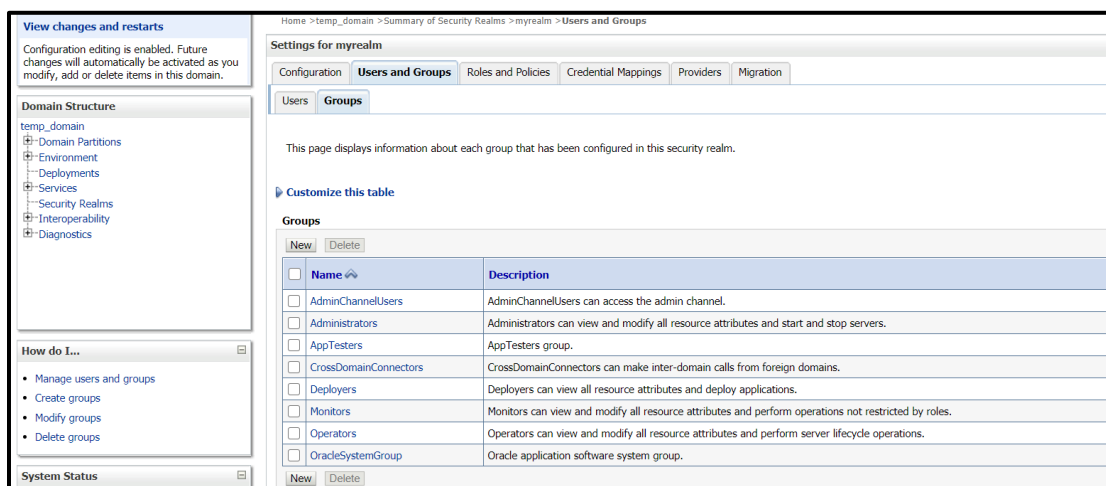 View changes and restarts
Configuration editing is enabled. Future
changes will automatically be activated as you
modify, add or delete items in this domain.
Domain Structure
temp_domain
Domain Partitions
Environment
Deployments
Services
Security Realms
Interoperability
Diagnostics
How do I...
Manage users and groups
Create groups
Modify groups
Delete groups
System Status
Home >temp_domain >Summary of Security Realms >myrealm >Users and Groups
Settings for myrealm
Configuration Users and Groups Roles and Policies Credential Mappings Providers Migration
Users Groups
This page displays information about each group that has been configured in this security realm.
Customize this table
Groups
New Delete
Name Description
AdminChannelUsers AdminChannelUsers can access the admin channel.
Administrators Administrators can view and modify all resource attributes and start and stop servers.
AppTesters AppTesters group.
CrossDomainConnectors CrossDomainConnectors can make inter-domain calls from foreign domains.
Deployers Deployers can view all resource attributes and deploy applications.
Monitors Monitors can view and modify all resource attributes and perform operations not restricted by roles.
Operators Operators can view and modify all resource attributes and perform server lifecycle operations.
OracleSystemGroup Oracle application software system group.
New Delete